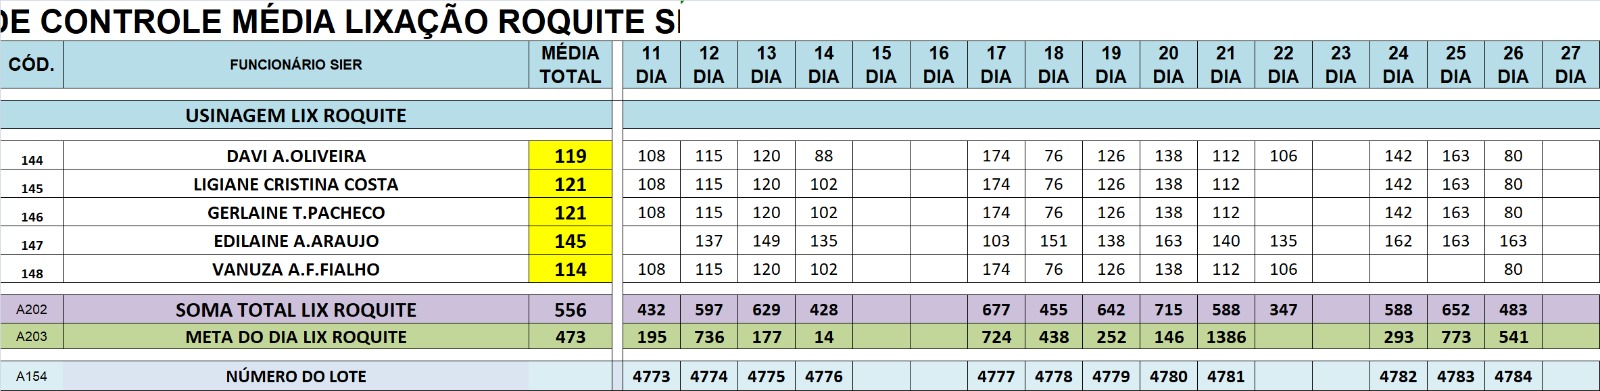 DE CONTROLE MÉDIA LIXAÇÃO ROQUITE SI
CÓD. FUNCIONÁRIO SIER MÉDIA TOTAL 11 DIA 12 DIA 13 DIA 14 DIA 15 DIA 16 DIA 17 DIA 18 DIA 19 DIA 20 DIA 21 DIA 22 DIA 23 DIA 24 DIA 25 DIA 26 DIA 27 DIA
USINAGEM LIX ROQUITE
144 DAVI A.OLIVEIRA 119 108 115 120 88 174 76 126 138 112 106 142 163 80
145 LIGIANE CRISTINA COSTA 121 108 115 120 102 174 76 126 138 112 142 163 80
146 GERLAINE T.PACHECO 121 108 115 120 102 174 76 126 138 112 142 163 80
147 EDILAINE A.ARAUJO 145 137 149 135 103 151 138 163 140 135 162 163 163
148 VANUZA A.F.FIALHO 114 108 115 120 102 174 76 126 138 112 106 80
A202 SOMA TOTAL LIX ROQUITE 556 432 597 629 428 677 455 642 715 588 347 588 652 483
A203 META DO DIA LIX ROQUITE 473 195 736 177 14 724 438 252 146 1386 293 773 541
A154 NÚMERO DO LOTE 4773 4774 4775 4776 4777 4778 4779 4780 4781 4782 4783 4784